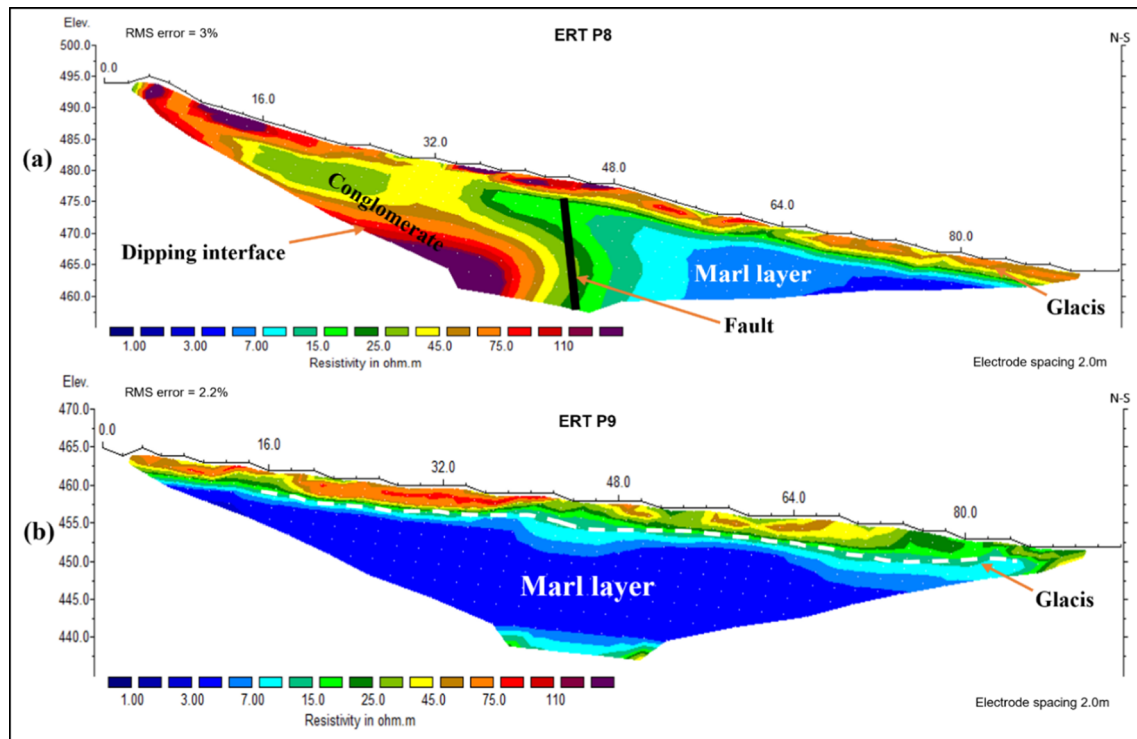 Elev.
RMS error = 3%
ERT P8
N-S
500.0
0.0
495.0
16.0
490.0
(a)
485.0
32.0
480.0
48.0
Conglomerate
475.0
64.0
470.0
80.0
Dipping interface
465.0
Marl layer
460.0
Glacis
Fault
1.00 3.00 7.00 15.0 25.0 45.0 75.0 110
Resistivity in ohm.m
Electrode spacing 2.0m
Elev.
RMS error = 2.2%
ERT P9
N-S
470.0
0.0
465.0
16.0
32.0
460.0
48.0
64.0
455.0
80.0
(b)
450.0
Marl layer
Glacis
445.0
440.0
1.00 3.00 7.00 15.0 25.0 45.0 75.0 110
Resistivity in ohm.m
Electrode spacing 2.0m